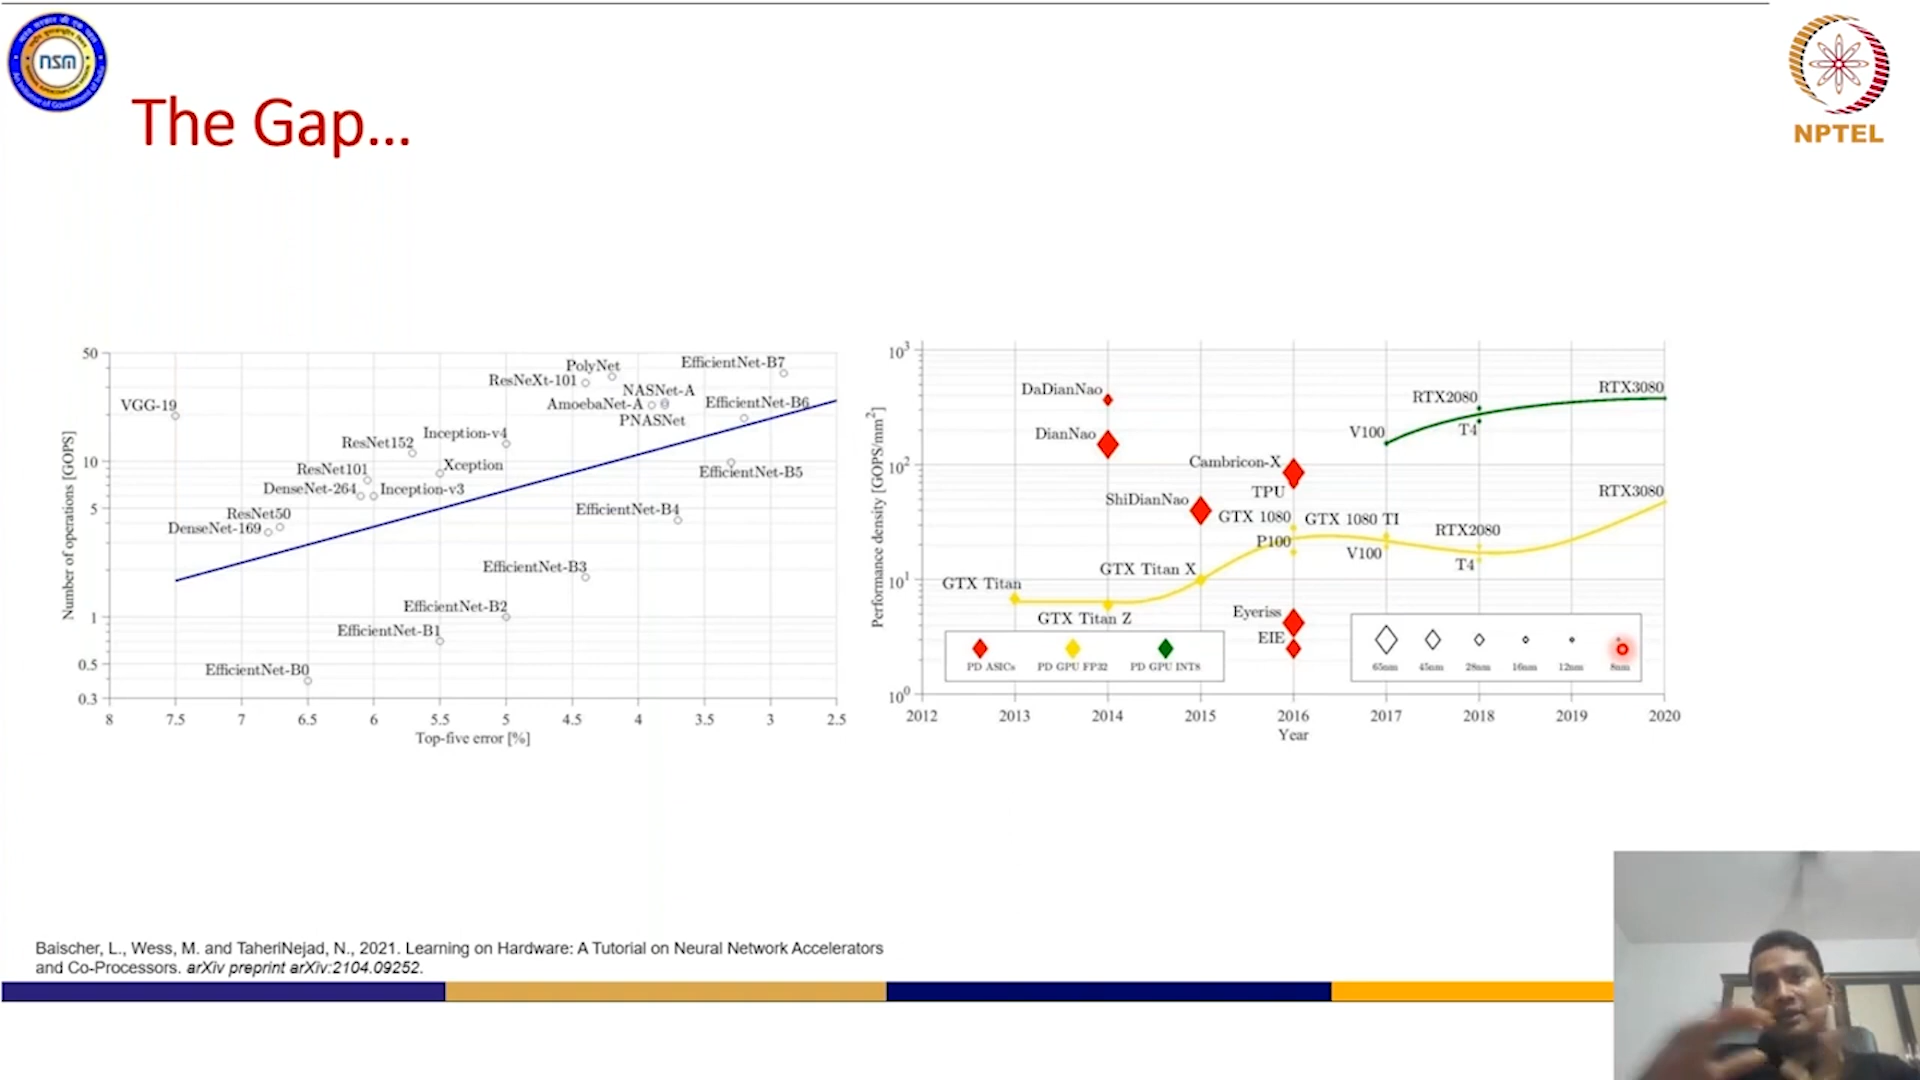 nsm
NPTEL
The Gap...
50
10
5
1
0.5
0.3
Number of operations [GOPS]
VGG-19
PolyNet
EfficientNet-B7
ResNeXt-101
NASNet-A
AmoebaNet-A
EfficientNet-B6
PNASNet
Inception-v4
ResNet152
Xception
ResNet101
EfficientNet-B5
DenseNet-264
Inception-v3
ResNet50
EfficientNet-B4
DenseNet-169
EfficientNet-B3
EfficientNet-B2
EfficientNet-B1
EfficientNet-B0
8 7.5 7 6.5 6 5.5 5 4.5 4 3.5 3 2.5
Top-five error [%]
10³
10²
10¹
10⁰
Performance density [GOPS/mm²]
DaDianNao
RTX2080
RTX3080
DianNao
V100
T4
Cambricon-X
TPU
ShiDianNao
RTX3080
GTX 1080
GTX 1080 TI
RTX2080
P100
V100
T4
GTX Titan
GTX Titan X
GTX Titan Z
Eyeriss
EIE
PD ASICs PD GPU FP32 PD GPU INT8
65nm 45nm 28nm 16nm 12nm 8nm
2012 2013 2014 2015 2016 2017 2018 2019 2020
Year
Baischer, L., Wess, M. and TaheriNejad, N., 2021. Learning on Hardware: A Tutorial on Neural Network Accelerators
and Co-Processors. arXiv preprint arXiv:2104.09252.